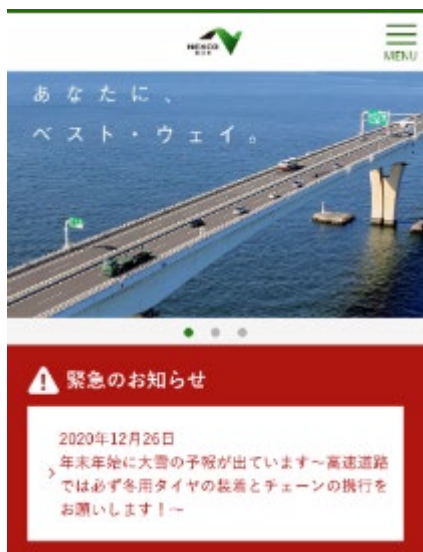 NEXCO
MENU
あなたに、
ベスト・ウェイ。
緊急のお知らせ
2020年12月26日
年末年始に大雪の予報が出ています~高速道路
では必ず冬用タイヤの装着とチェーンの携行を
お願いします!~